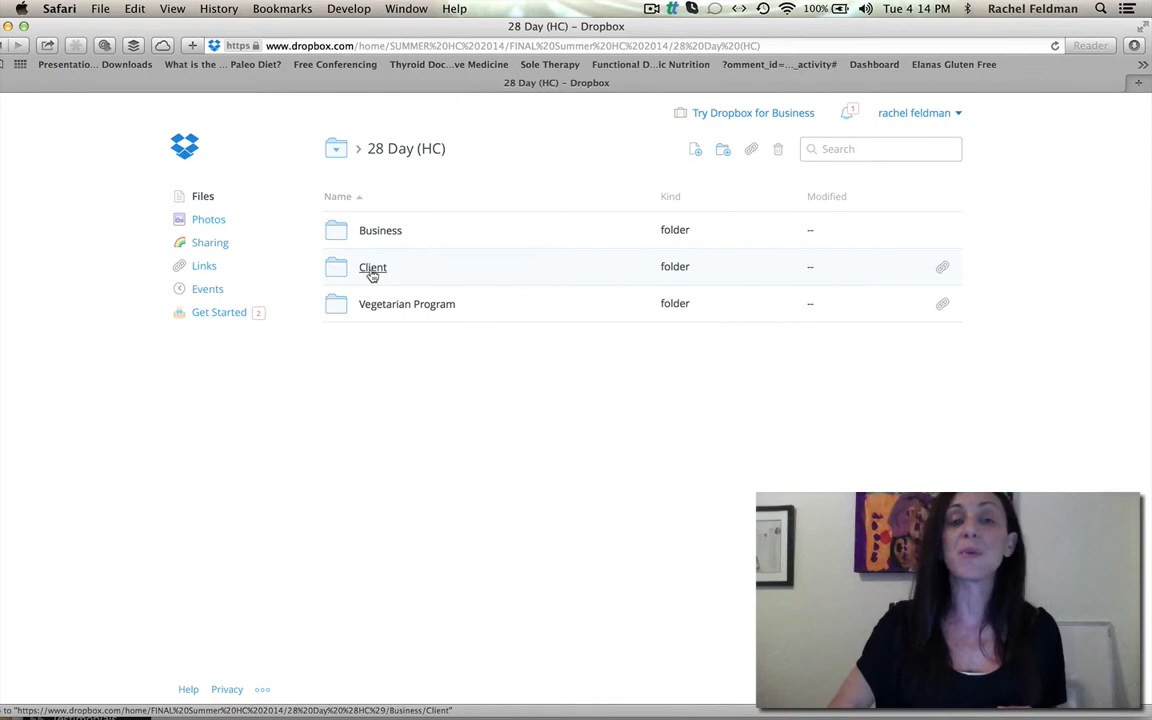 Safari File Edit View History Bookmarks Develop Window Help 100% Tue 4 14 PM Rachel Feldman
28 Day (HC) – Dropbox
https www.dropbox.com/home/SUMMER%20HC%202014/FINAL%20Summer%20HC%202014/28%20Day%20(HC) Reader
Presentatio... Downloads What is the ... Paleo Diet? Free Conferencing Thyroid Doc...ve Medicine Sole Therapy Functional D...ic Nutrition ?omment_id=..._activity# Dashboard Elanas Gluten Free
28 Day (HC) – Dropbox
Try Dropbox for Business 1 rachel feldman
28 Day (HC) Search
Files
Photos
Sharing
Links
Events
Get Started 2
Name Kind Modified
Business folder --
Client folder --
Vegetarian Program folder --
Help Privacy
to "https://www.dropbox.com/home/FINAL%20Summer%20HC%202014/28%20Day%20%28HC%29/Business/Client"